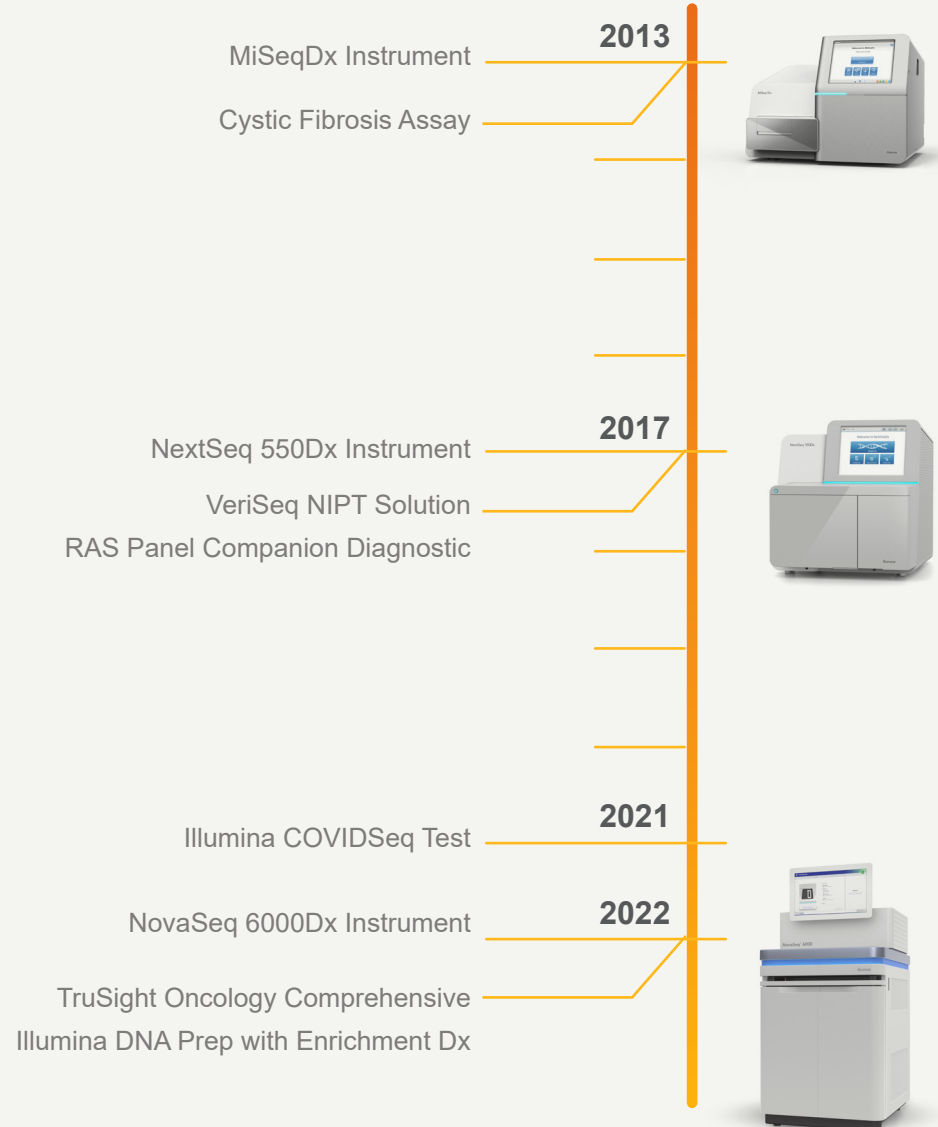 2013
MiSeqDx Instrument
Cystic Fibrosis Assay
2017
NextSeq 550Dx Instrument
VeriSeq NIPT Solution
RAS Panel Companion Diagnostic
2021
Illumina COVIDSeq Test
2022
NovaSeq 6000Dx Instrument
TruSight Oncology Comprehensive
Illumina DNA Prep with Enrichment Dx